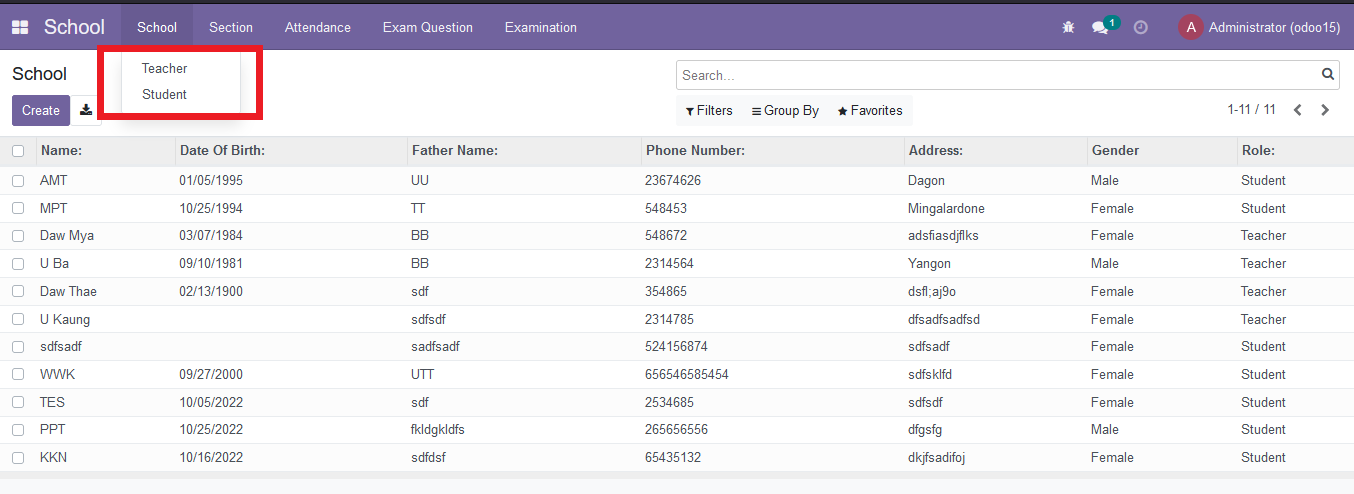 School School Section Attendance Exam Question Examination 1 A Administrator (odoo15)
Teacher
Student
School Search...
Create Filters Group By Favorites 1-11 / 11
Name: Date Of Birth: Father Name: Phone Number: Address: Gender Role:
AMT 01/05/1995 UU 23674626 Dagon Male Student
MPT 10/25/1994 TT 548453 Mingalardone Female Student
Daw Mya 03/07/1984 BB 548672 adsfiasdjflks Female Teacher
U Ba 09/10/1981 BB 2314564 Yangon Male Teacher
Daw Thae 02/13/1900 sdf 354865 dsfl;aj9o Female Teacher
U Kaung sdfsdf 2314785 dfsadfsadfsd Female Teacher
sdfsadf sadfsadf 524156874 sdfsadf Female Student
WWK 09/27/2000 UTT 656546585454 sdfsklfd Female Student
TES 10/05/2022 sdf 2534685 sdfsdf Female Student
PPT 10/25/2022 fkldgkldfs 265656556 dfgsfg Male Student
KKN 10/16/2022 sdfdsf 65435132 dkjfsadifoj Female Student